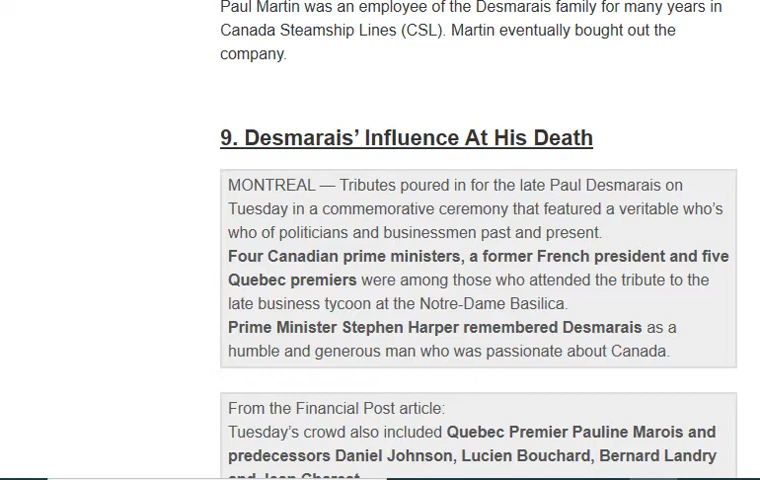 Paul Martin was an employee of the Desmarais family for many years in
Canada Steamship Lines (CSL). Martin eventually bought out the
company.
9. Desmarais’ Influence At His Death
MONTREAL — Tributes poured in for the late Paul Desmarais on
Tuesday in a commemorative ceremony that featured a veritable who’s
who of politicians and businessmen past and present.
Four Canadian prime ministers, a former French president and five
Quebec premiers were among those who attended the tribute to the
late business tycoon at the Notre-Dame Basilica.
Prime Minister Stephen Harper remembered Desmarais as a
humble and generous man who was passionate about Canada.
From the Financial Post article:
Tuesday’s crowd also included Quebec Premier Pauline Marois and
predecessors Daniel Johnson, Lucien Bouchard, Bernard Landry
and Jean Charest